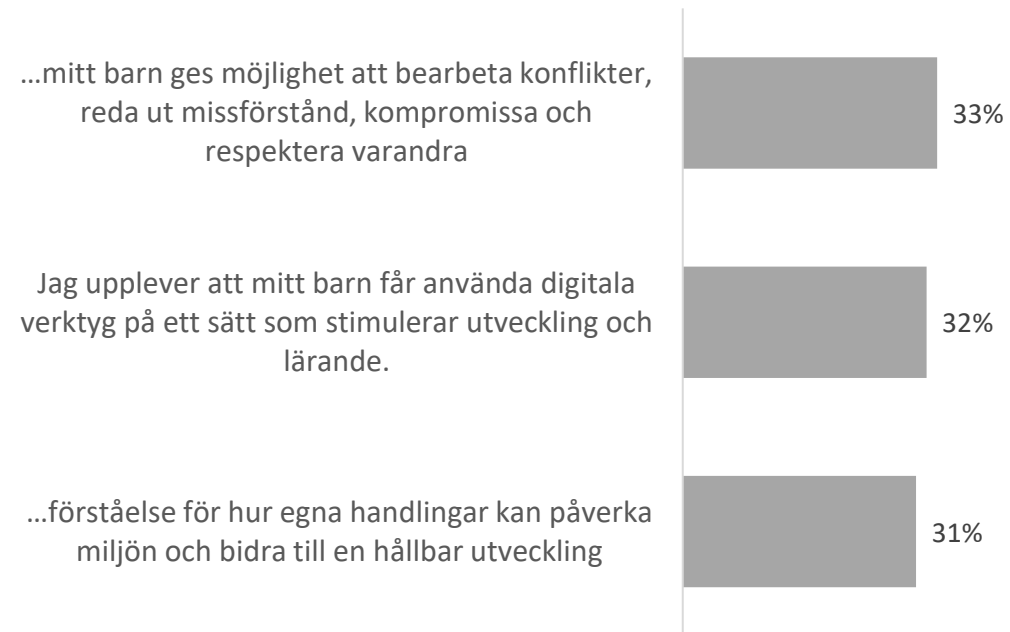 ...mitt barn ges möjlighet att bearbeta konflikter,
reda ut missförstånd, kompromissa och
respektera varandra
33%
Jag upplever att mitt barn får använda digitala
verktyg på ett sätt som stimulerar utveckling och
lärande.
32%
...förståelse för hur egna handlingar kan påverka
miljön och bidra till en hållbar utveckling
31%